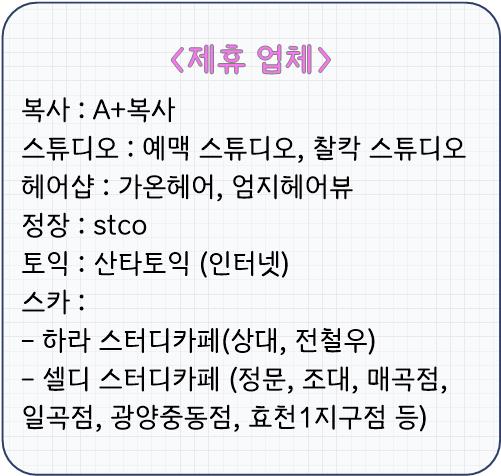 <제휴 업체>
복사 : A+복사
스튜디오 : 예맥 스튜디오, 찰칵 스튜디오
헤어샵 : 가온헤어, 엄지헤어뷰
정장 : stco
토익 : 산타토익 (인터넷)
스카 :
- 하라 스터디카페(상대, 전철우)
- 셀디 스터디카페 (정문, 조대, 매곡점,
일곡점, 광양중동점, 효천1지구점 등)